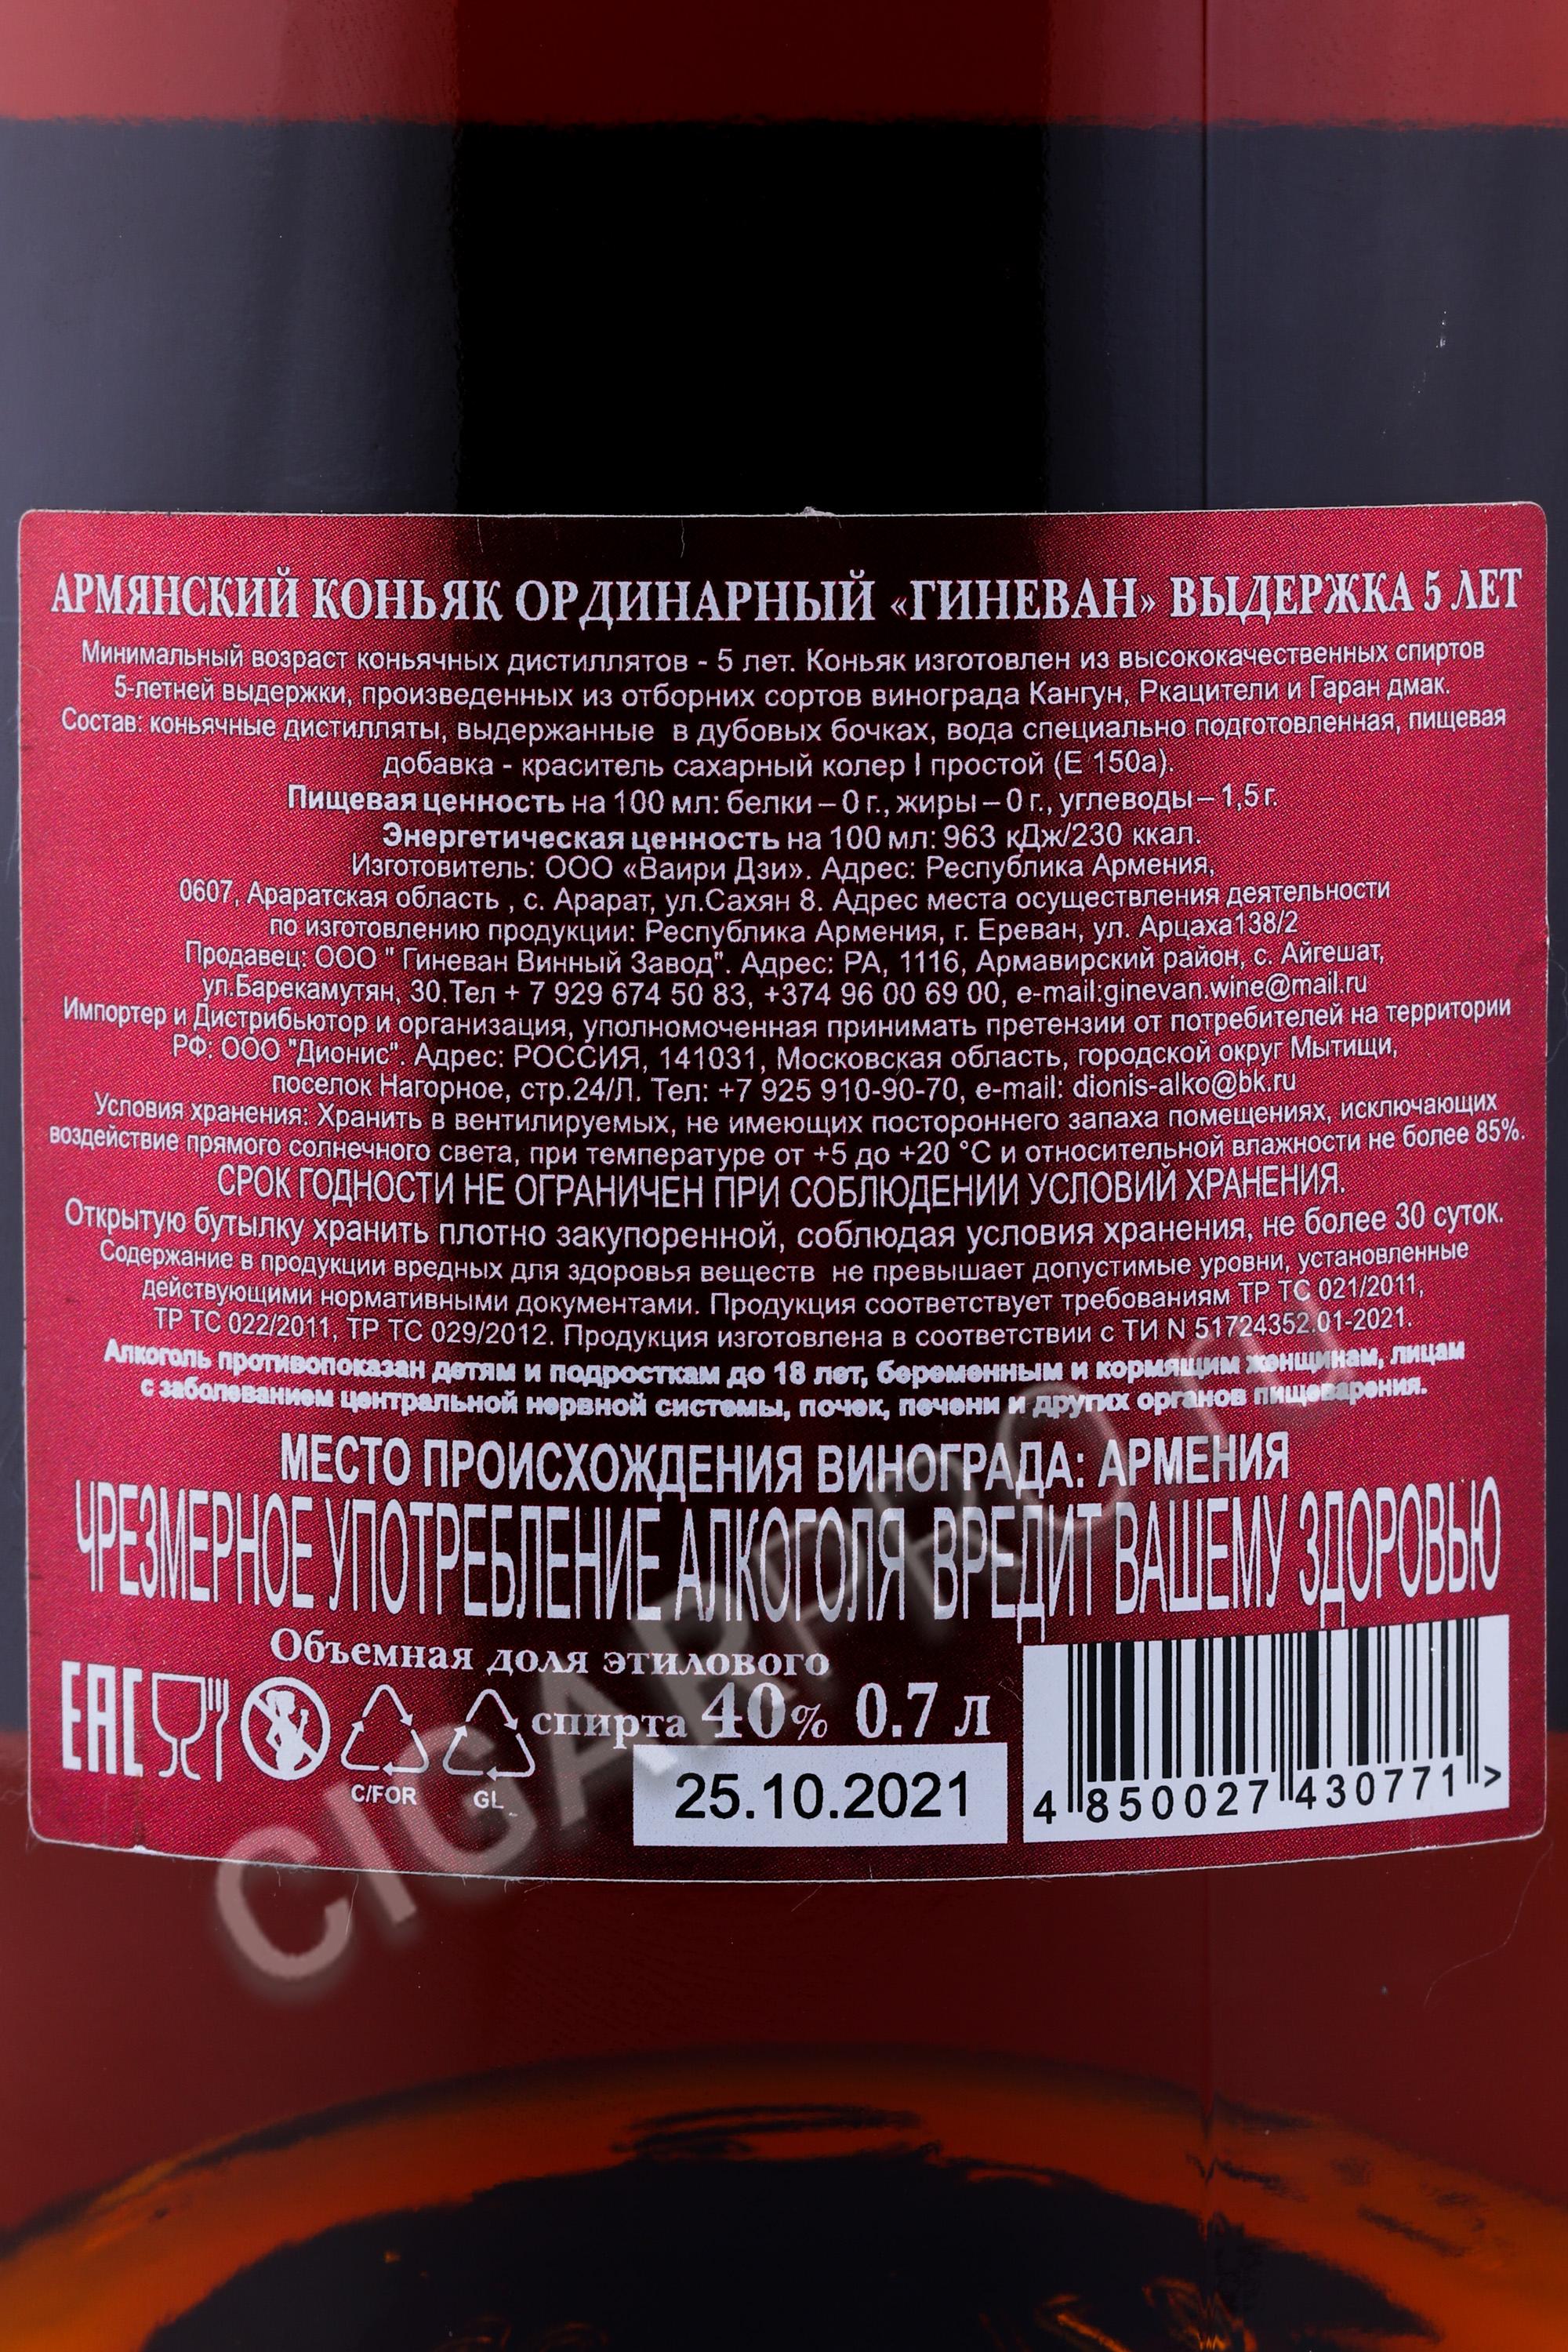 АРМЯНСКИЙ КОНЬЯК ОРДИНАРНЫЙ «ГИНЕВАН» ВЫДЕРЖКА 5 ЛЕТ
Минимальный возраст коньячных дистиллятов - 5 лет. Коньяк изготовлен из высококачественных спиртов
5-летней выдержки, произведенных из отборних сортов винограда Кангун, Ркацители и Гаран дмак.
Состав: коньячные дистилляты, выдержанные в дубовых бочках, вода специально подготовленная, пищевая
добавка - краситель сахарный колер I простой (Е 150а).
Пищевая ценность на 100 мл: белки – 0 г., жиры – 0 г., углеводы – 1,5 г.
Энергетическая ценность на 100 мл: 963 кДж/230 ккал.
Изготовитель: ООО «Ваири Дзи». Адрес: Республика Армения,
0607, Араратская область , с. Арарат, ул.Сахян 8. Адрес места осуществления деятельности
по изготовлению продукции: Республика Армения, г. Ереван, ул. Арцаха138/2
Продавец: ООО " Гиневан Винный Завод". Адрес: РА, 1116, Армавирский район, с. Айгешат,
ул.Барекамутян, 30.Тел + 7 929 674 50 83, +374 96 00 69 00, e-mail:ginevan.wine@mail.ru
Импортер и Дистрибьютор и организация, уполномоченная принимать претензии от потребителей на территории
РФ: ООО "Дионис". Адрес: РОССИЯ, 141031, Московская область, городской округ Мытищи,
поселок Нагорное, стр.24/Л. Тел: +7 925 910-90-70, e-mail: dionis-alko@bk.ru
Условия хранения: Хранить в вентилируемых, не имеющих постороннего запаха помещениях, исключающих
воздействие прямого солнечного света, при температуре от +5 до +20 °С и относительной влажности не более 85%.
СРОК ГОДНОСТИ НЕ ОГРАНИЧЕН ПРИ СОБЛЮДЕНИИ УСЛОВИЙ ХРАНЕНИЯ.
Открытую бутылку хранить плотно закупоренной, соблюдая условия хранения, не более 30 суток.
Содержание в продукции вредных для здоровья веществ не превышает допустимые уровни, установленные
действующими нормативными документами. Продукция соответствует требованиям ТР ТС 021/2011,
ТР ТС 022/2011, ТР ТС 029/2012. Продукция изготовлена в соответствии с ТИ N 51724352.01-2021.
Алкоголь противопоказан детям и подросткам до 18 лет, беременным и кормящим женщинам, лицам
с заболеванием центральной нервной системы, почек, печени и других органов пищеварения.
МЕСТО ПРОИСХОЖДЕНИЯ ВИНОГРАДА: АРМЕНИЯ
ЧРЕЗМЕРНОЕ УПОТРЕБЛЕНИЕ АЛКОГОЛЯ ВРЕДИТ ВАШЕМУ ЗДОРОВЬЮ
Объемная доля этилового
спирта 40% 0.7 л
EAC
C/FOR
GL
25.10.2021
4 850027 430771 >
CIGARPRO.ru